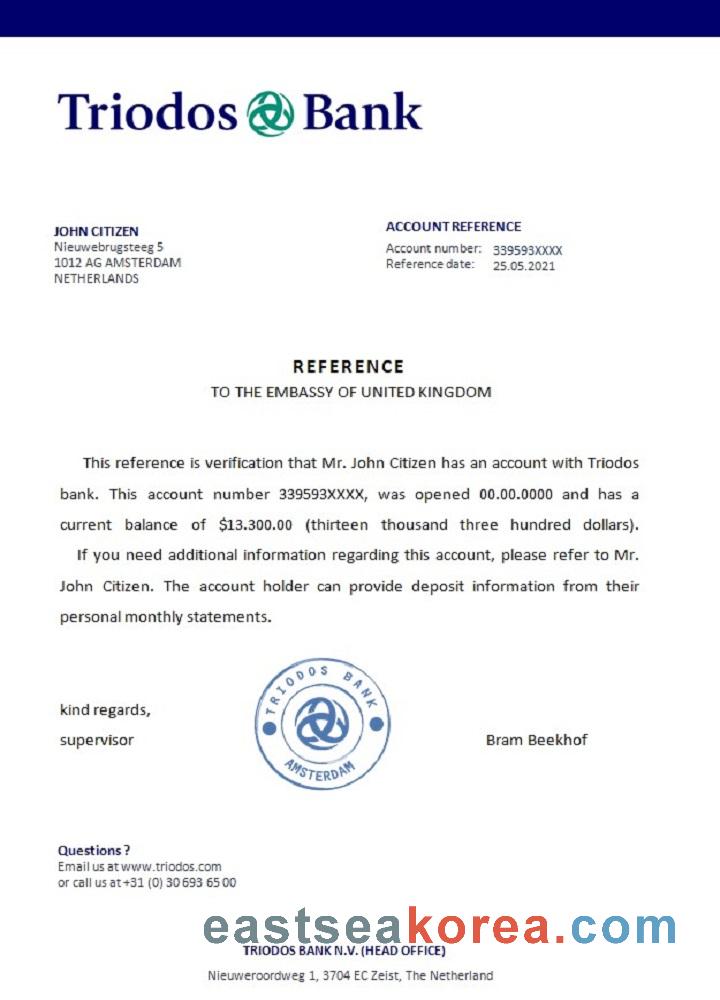 Triodos Bank
JOHN CITIZEN
Nieuwebrugsteeg 5
1012 AG AMSTERDAM
NETHERLANDS
ACCOUNT REFERENCE
Account number: 339593XXXX
Reference date: 25.05.2021
REFERENCE
TO THE EMBASSY OF UNITED KINGDOM
This reference is verification that Mr. John Citizen has an account with Triodos
bank. This account number 339593XXXX, was opened 00.00.0000 and has a
current balance of $13.300.00 (thirteen thousand three hundred dollars).
If you need additional information regarding this account, please refer to Mr.
John Citizen. The account holder can provide deposit information from their
personal monthly statements.
TRIODOS BANK
AMSTERDAM
kind regards,
supervisor
Bram Beekhof
Questions ?
Email us at www.triodos.com
or call us at +31 (0) 30 693 65 00
eastseakorea.com
TRIODOS BANK N.V. (HEAD OFFICE)
Nieuweroordweg 1, 3704 EC Zeist, The Netherland